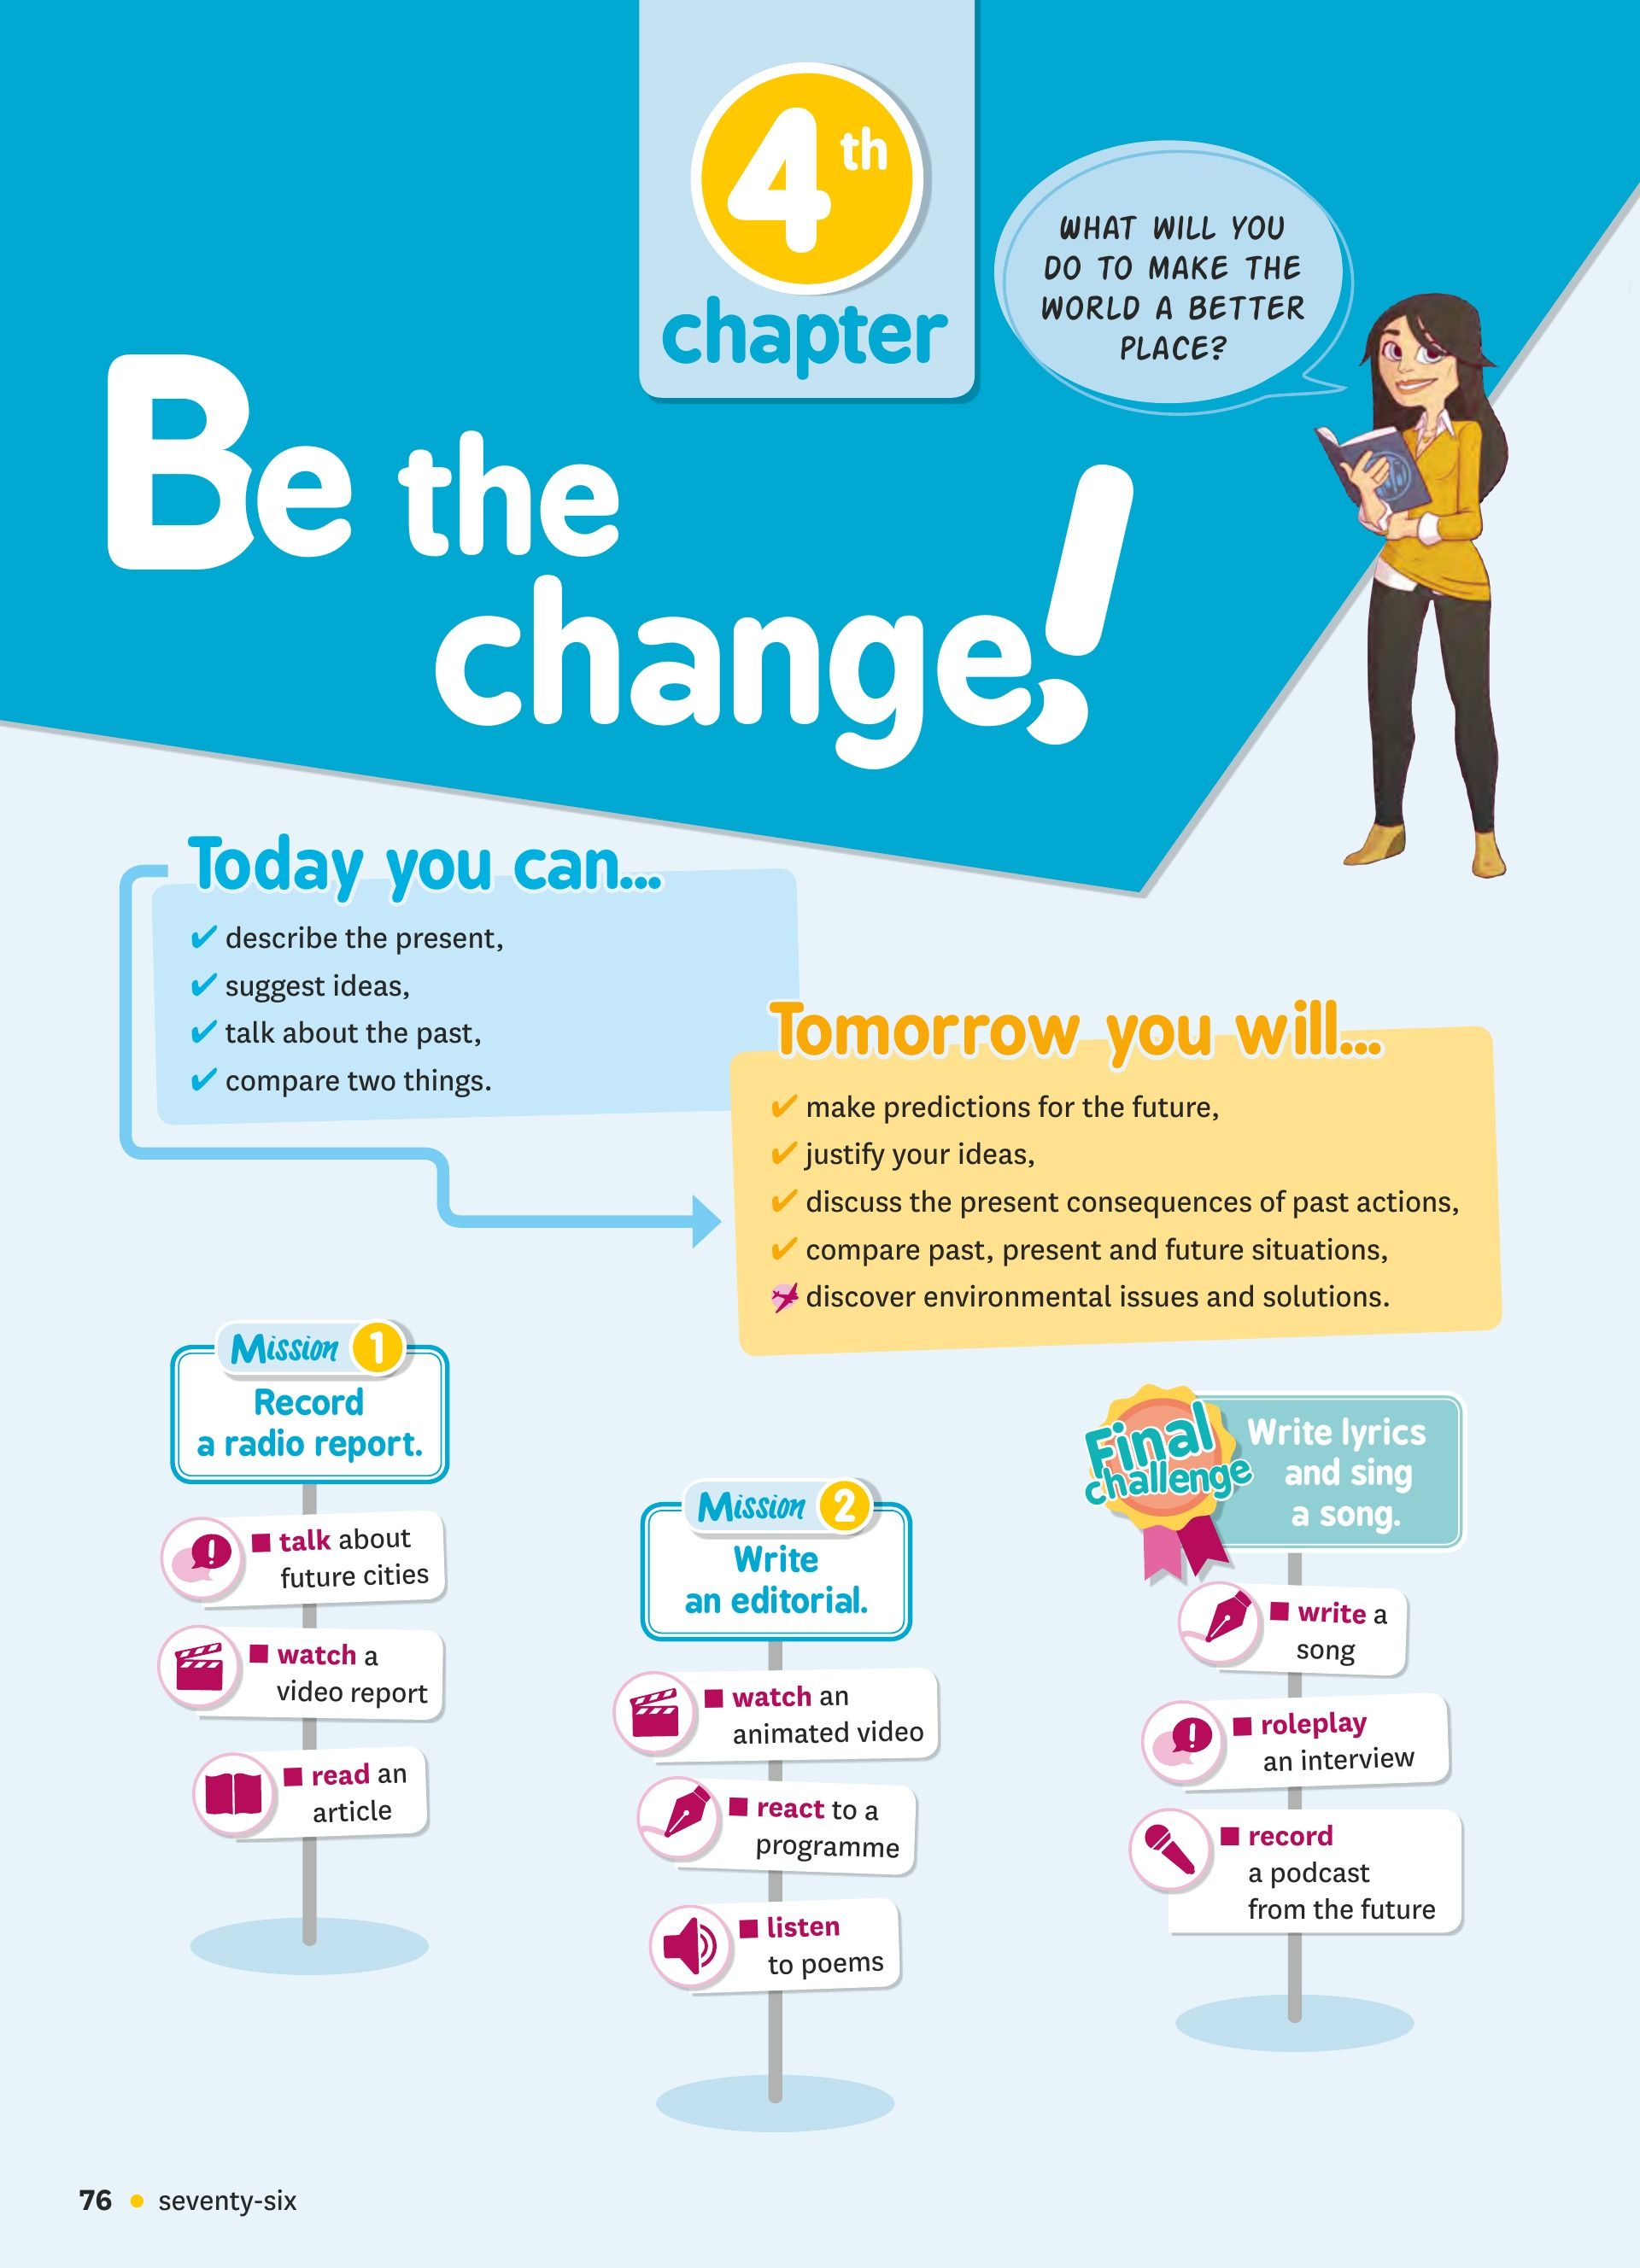 4th
chapter
WHAT WILL YOU
DO TO MAKE THE
WORLD A BETTER
PLACE?
Be the
change!
Today you can...
✔ describe the present,
✔ suggest ideas,
✔ talk about the past,
✔ compare two things.
Tomorrow you will...
✔ make predictions for the future,
✔ justify your ideas,
✔ discuss the present consequences of past actions,
✔ compare past, present and future situations,
discover environmental issues and solutions.
Mission 1
Record
a radio report.
■ talk about
future cities
■ watch a
video report
■ read an
article
Mission 2
Write
an editorial.
■ watch an
animated video
■ react to a
programme
■ listen
to poems
Final
challenge
Write lyrics
and sing
a song.
■ write a
song
■ roleplay
an interview
■ record
a podcast
from the future
76 • seventy-six